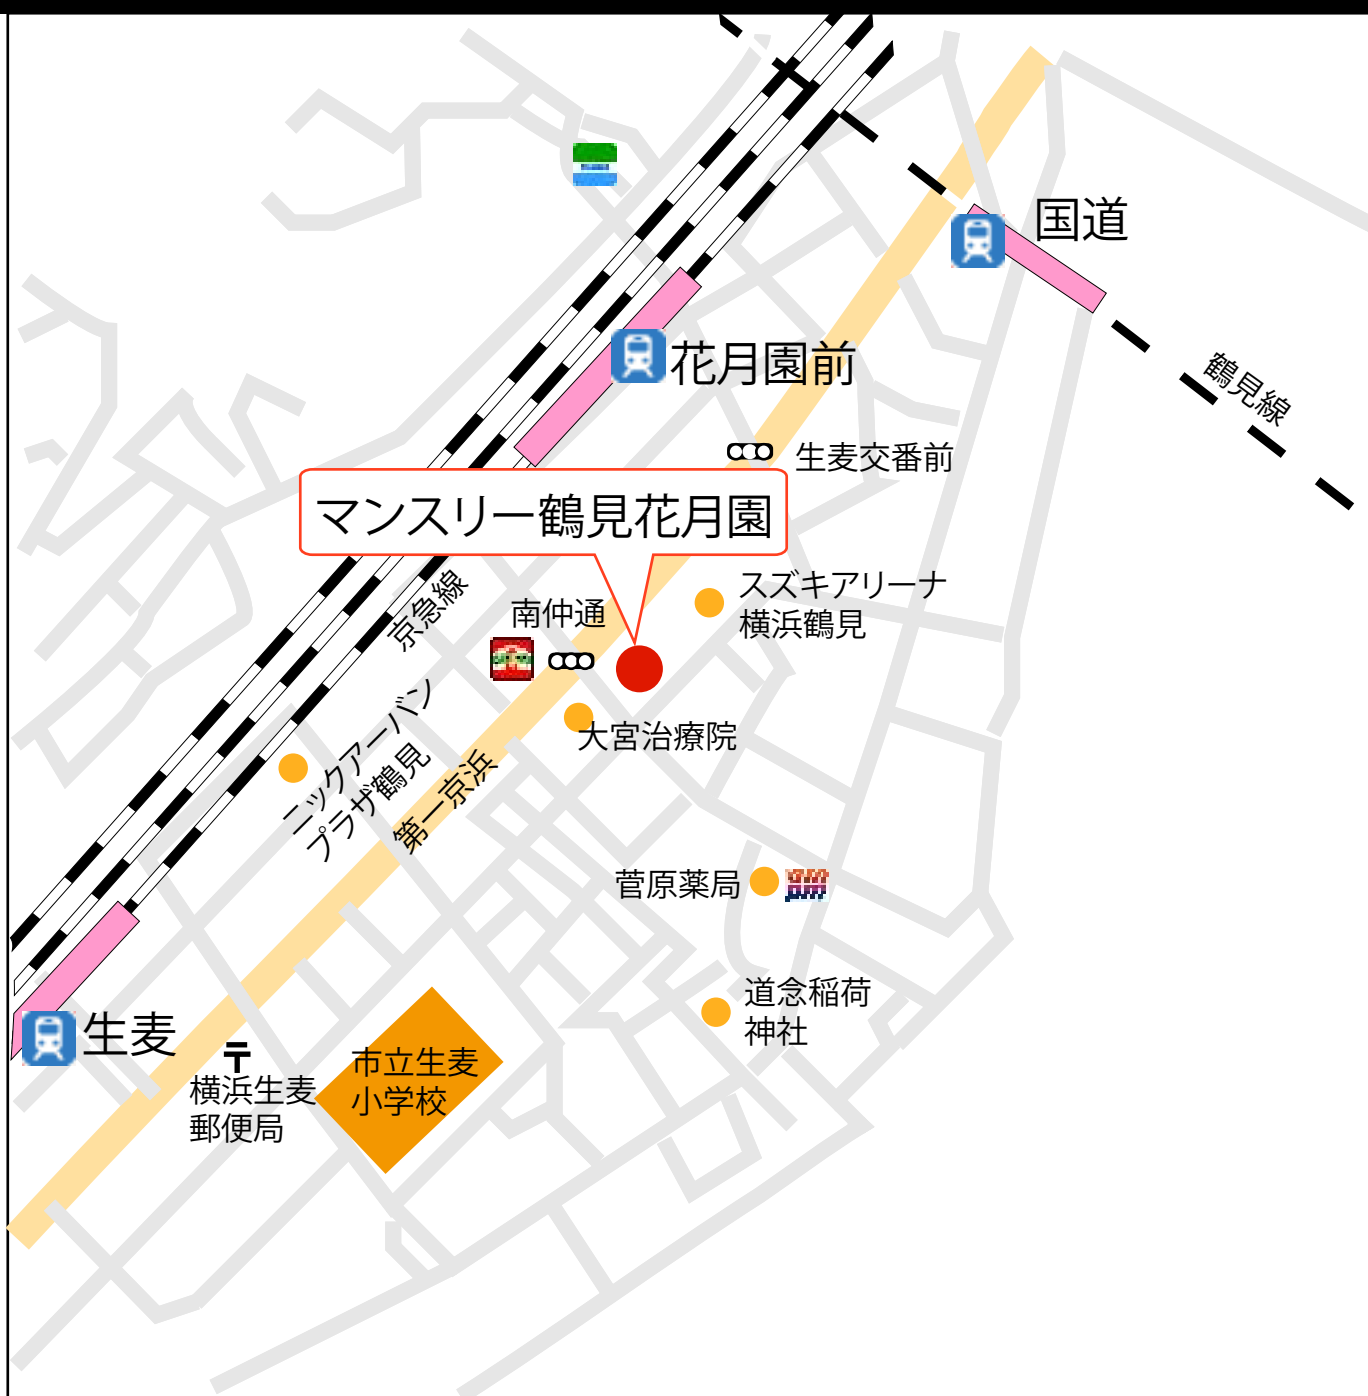 国道
花月園前
鶴見線
生麦交番前
マンスリー鶴見花月園
スズキアリーナ
横浜鶴見
京急線
南仲通
大宮治療院
ニックアーバン
プラザ鶴見
第一京浜
菅原薬局
道念稲荷
神社
生麦
〒
横浜生麦
郵便局
市立生麦
小学校